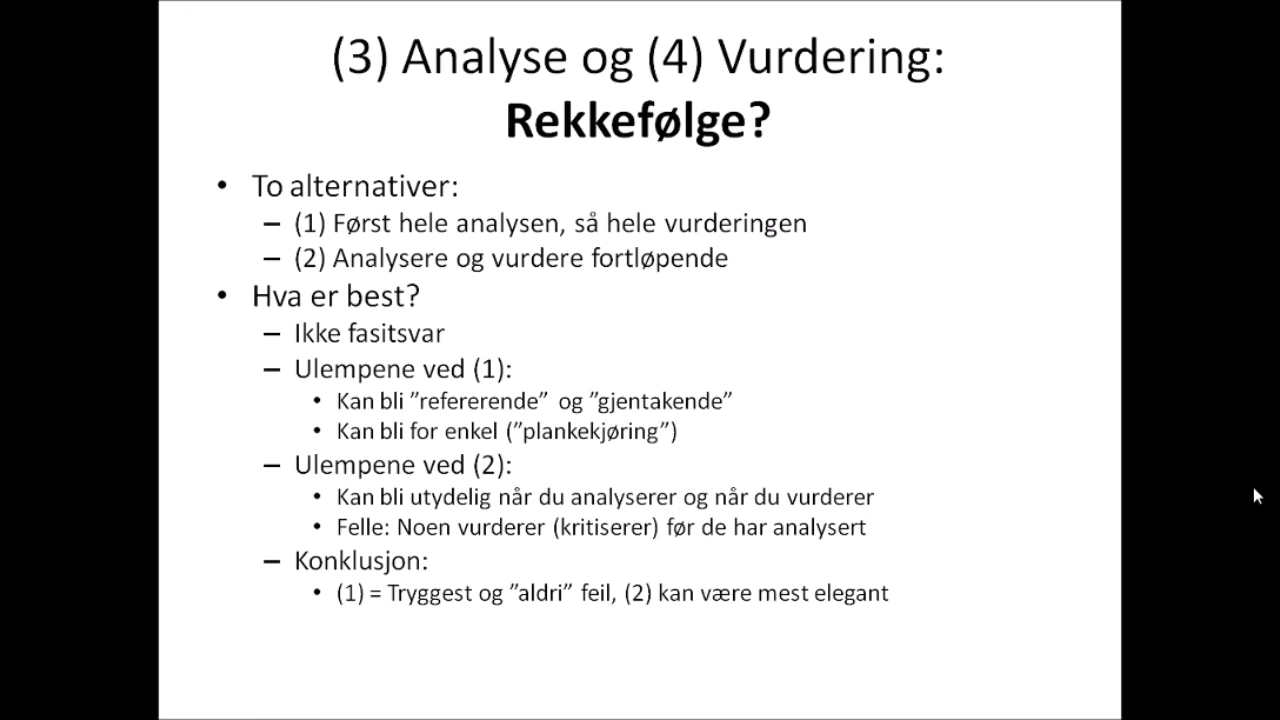 (3) Analyse og (4) Vurdering:
Rekkefølge?
• To alternativer:
– (1) Først hele analysen, så hele vurderingen
– (2) Analysere og vurdere fortløpende
• Hva er best?
– Ikke fasitsvar
– Ulempene ved (1):
• Kan bli ”refererende” og ”gjentakende”
• Kan bli for enkel (”plankekjøring”)
– Ulempene ved (2):
• Kan bli utydelig når du analyserer og når du vurderer
• Felle: Noen vurderer (kritiserer) før de har analysert
– Konklusjon:
• (1) = Tryggest og ”aldri” feil, (2) kan være mest elegant